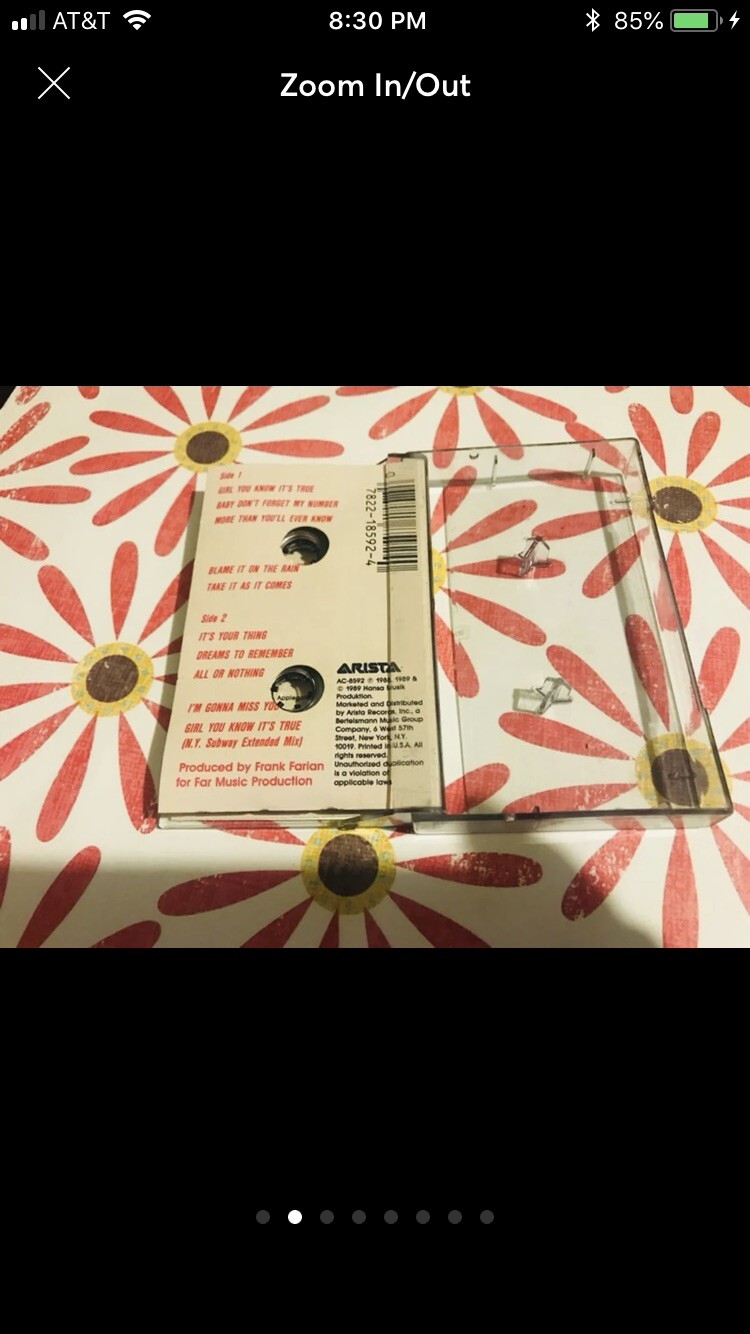 AT&T
8:30 PM
85%
Zoom In/Out
Side 1
GIRL YOU KNOW IT'S TRUE
BABY DON'T FORGET MY NUMBER
MORE THAN YOU'LL EVER KNOW
BLAME IT ON THE RAIN
TAKE IT AS IT COMES
Side 2
IT'S YOUR THING
DREAMS TO REMEMBER
ALL OR NOTHING
I'M GONNA MISS YOU
GIRL YOU KNOW IT'S TRUE
(N.Y. Subway Extended Mix)
Produced by Frank Farian
for Far Music Production
7822-18592-4
ARISTA
AC-8592 ℗ 1988, 1989 &
© 1989 Hansa Musik
Produktion.
Marketed and Distributed
by Arista Records, Inc., a
Bertelsmann Music Group
Company, 6 West 57th
Street, New York, N.Y.
10019. Printed in U.S.A. All
rights reserved.
Unauthorized duplication
is a violation of
applicable laws